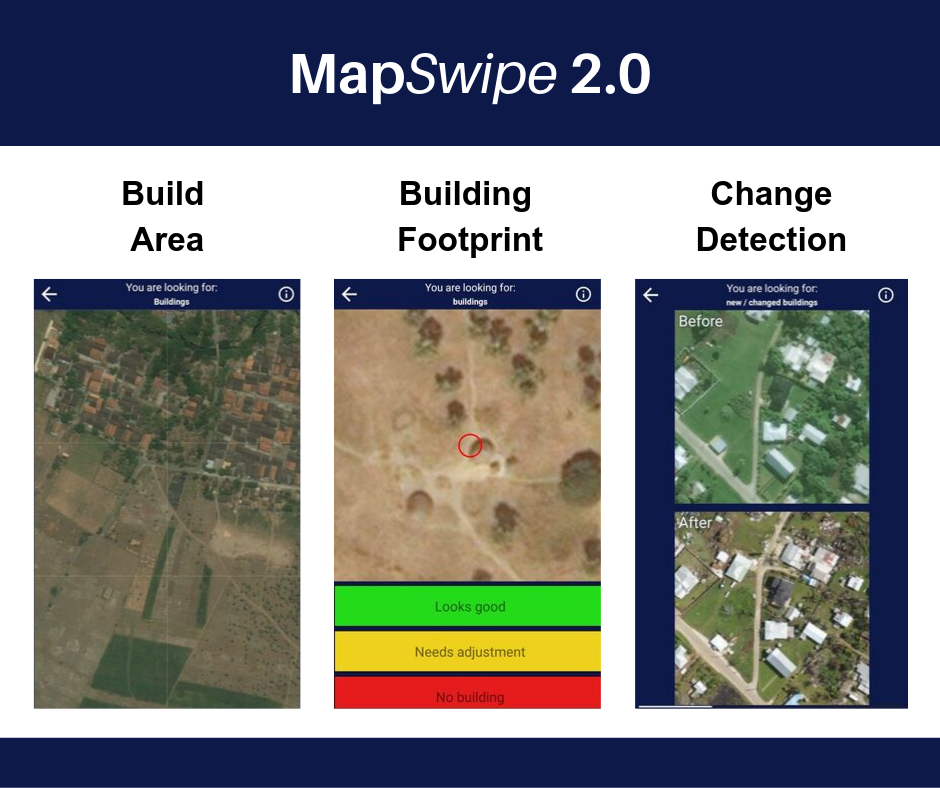 MapSwipe 2.0
Build
Area
You are looking for:
Buildings
Building
Footprint
You are looking for:
buildings
Looks good
Needs adjustment
No building
Change
Detection
You are looking for:
new / changed buildings
Before
After